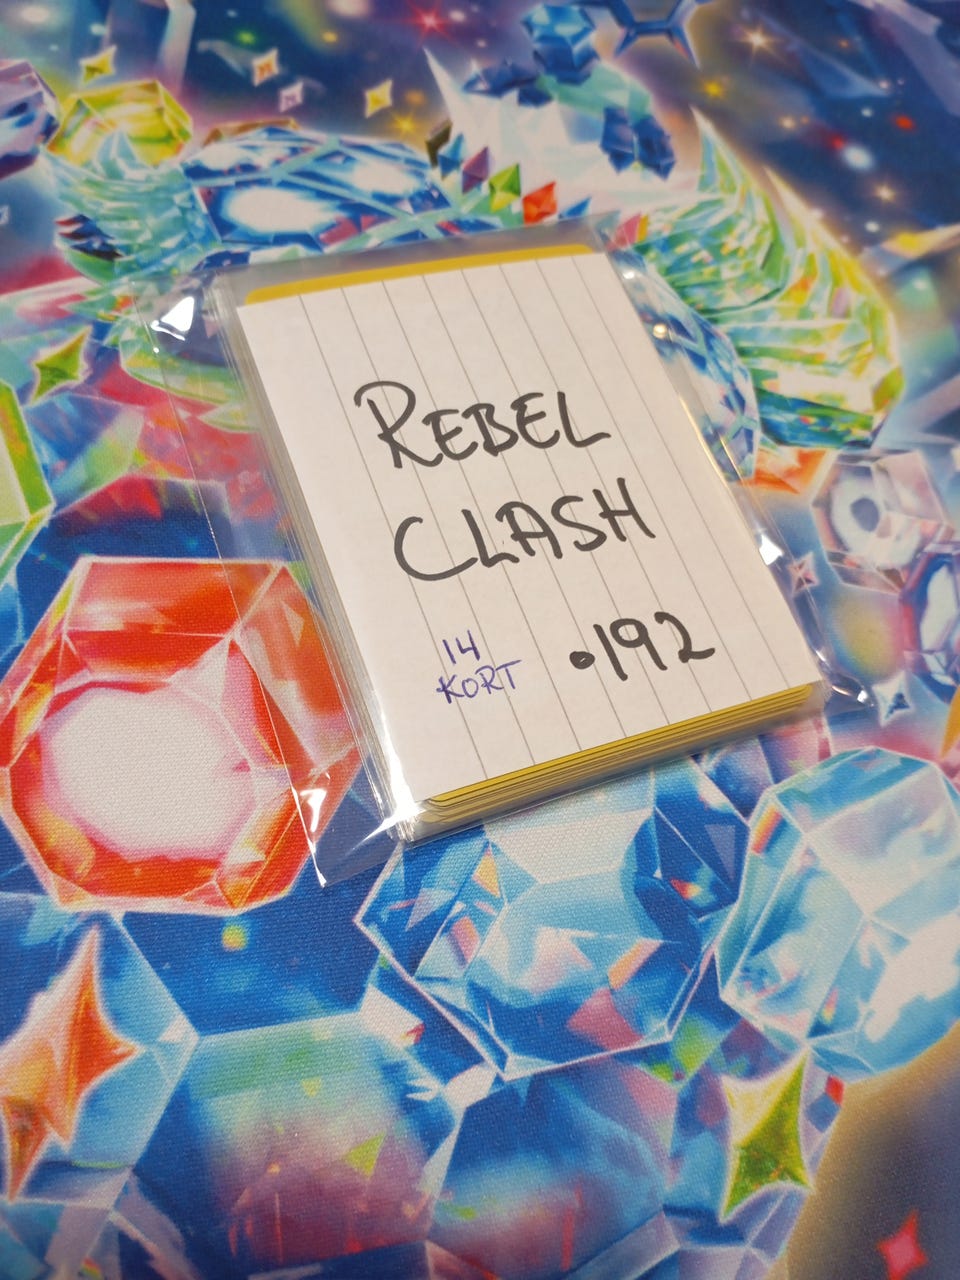 REBEL
CLASH
•192
14
KORT